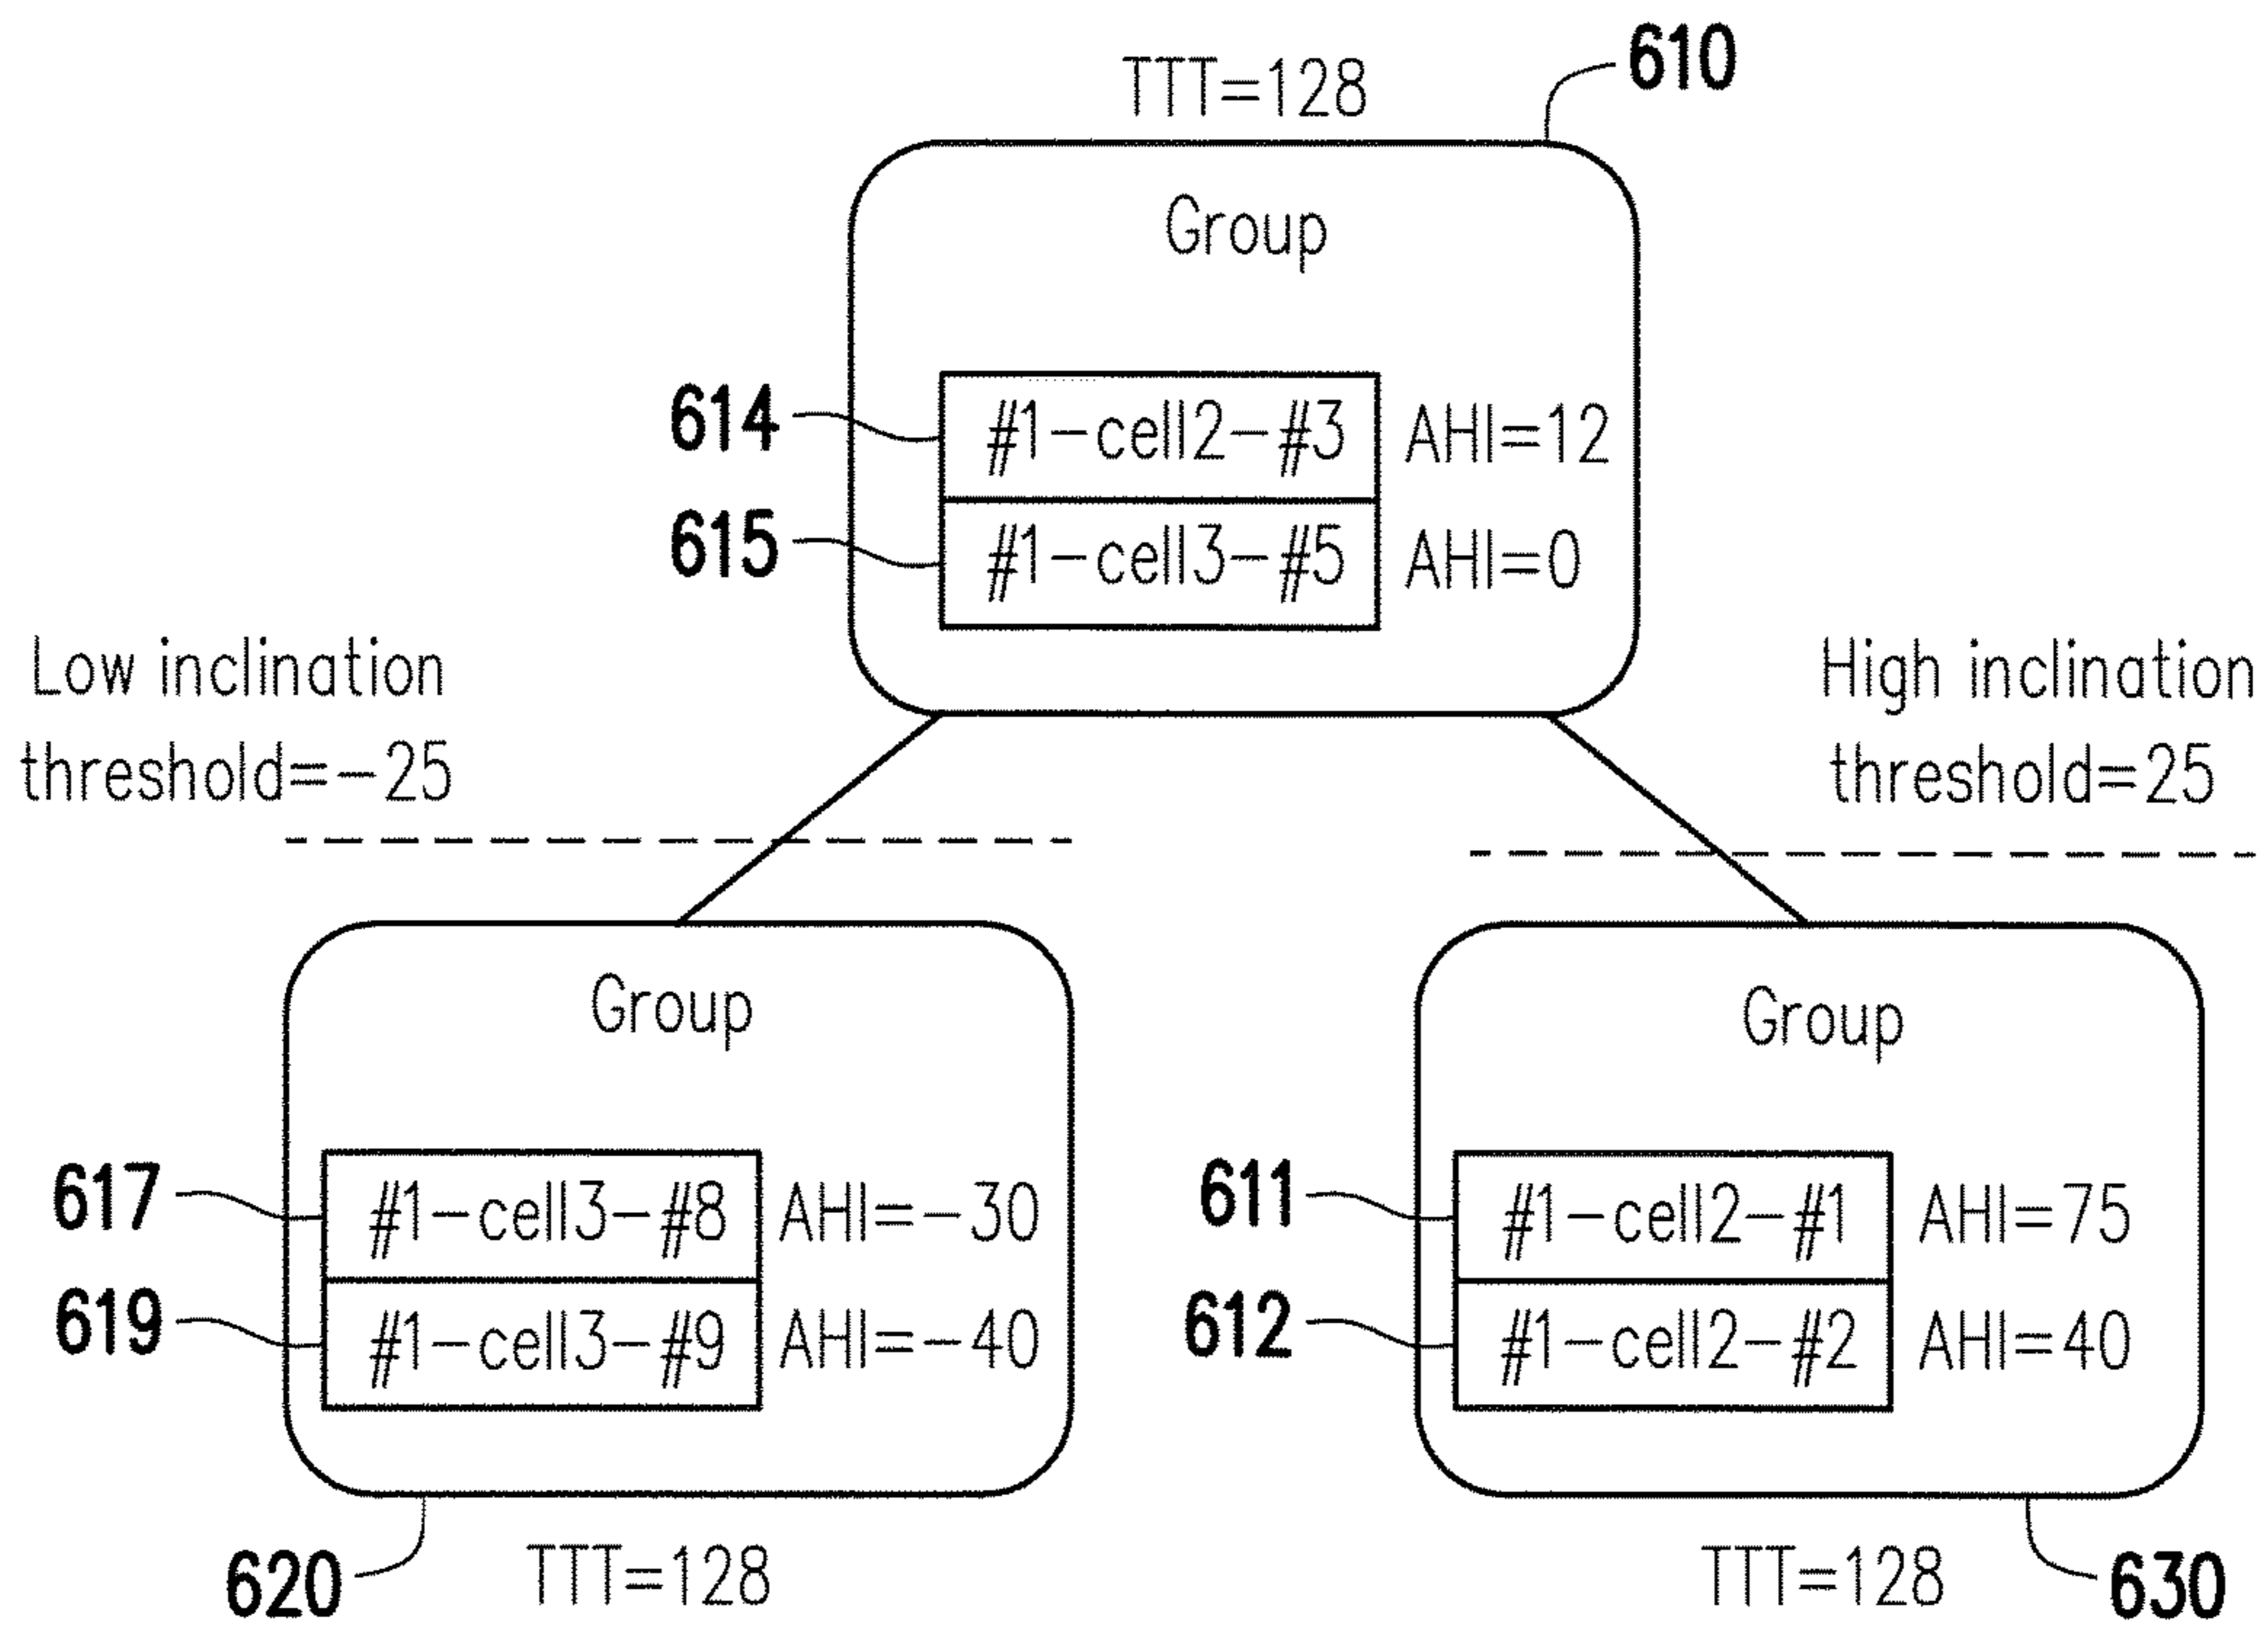 TTT=128
610
Group
614
#1-cell2-#3 AHI=12
615
#1-cell3-#5 AHI=0
Low inclination
threshold=-25
High inclination
threshold=25
Group
617
#1-cell3-#8 AHI=-30
619
#1-cell3-#9 AHI=-40
620
TTT=128
Group
611
#1-cell2-#1 AHI=75
612
#1-cell2-#2 AHI=40
TTT=128
630